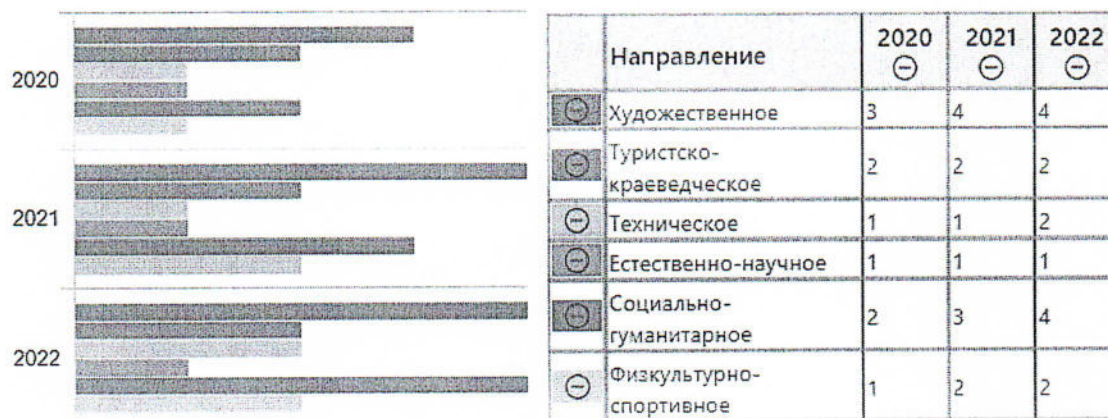 2020
2021
2022
Направление 2020 2021 2022
Художественное 3 4 4
Туристско-
краеведческое 2 2 2
Техническое 1 1 2
Естественно-научное 1 1 1
Социально-
гуманитарное 2 3 4
Физкультурно-
спортивное 1 2 2